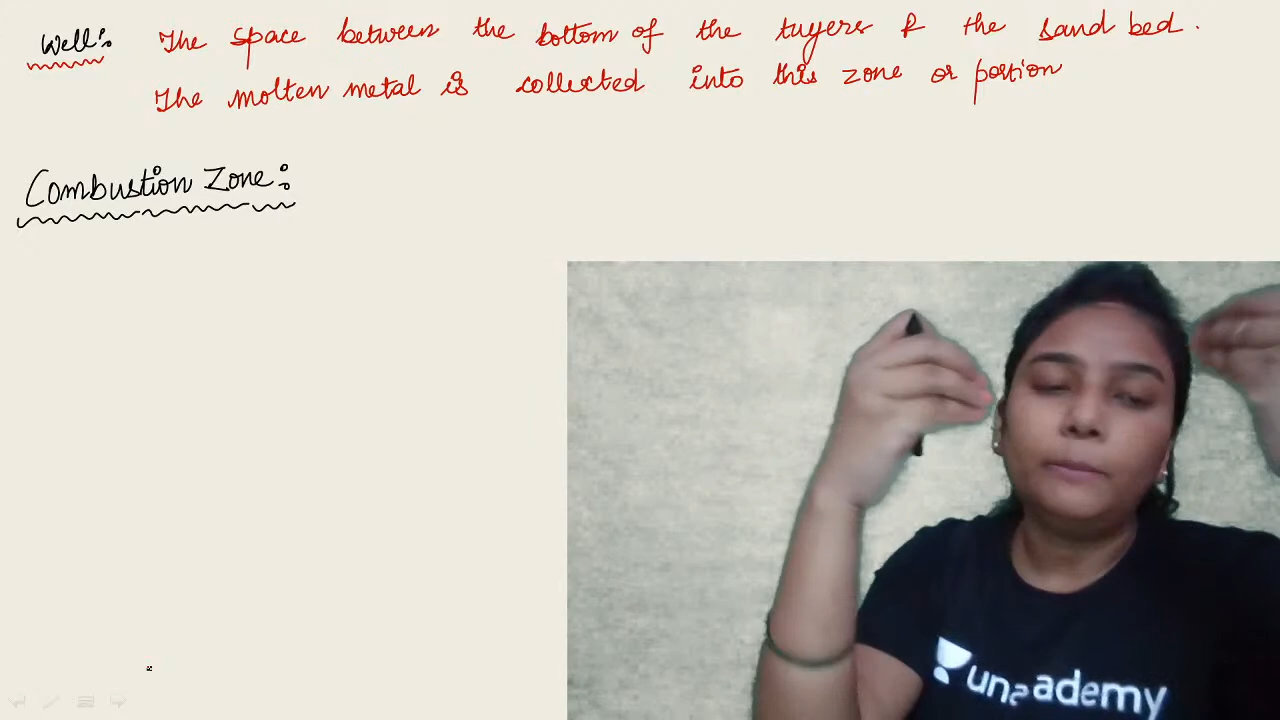 Well:. The space between the bottom of the tuyers & the sand bed.
The molten metal is collected into this zone or portion
Combustion Zone:
unacademy